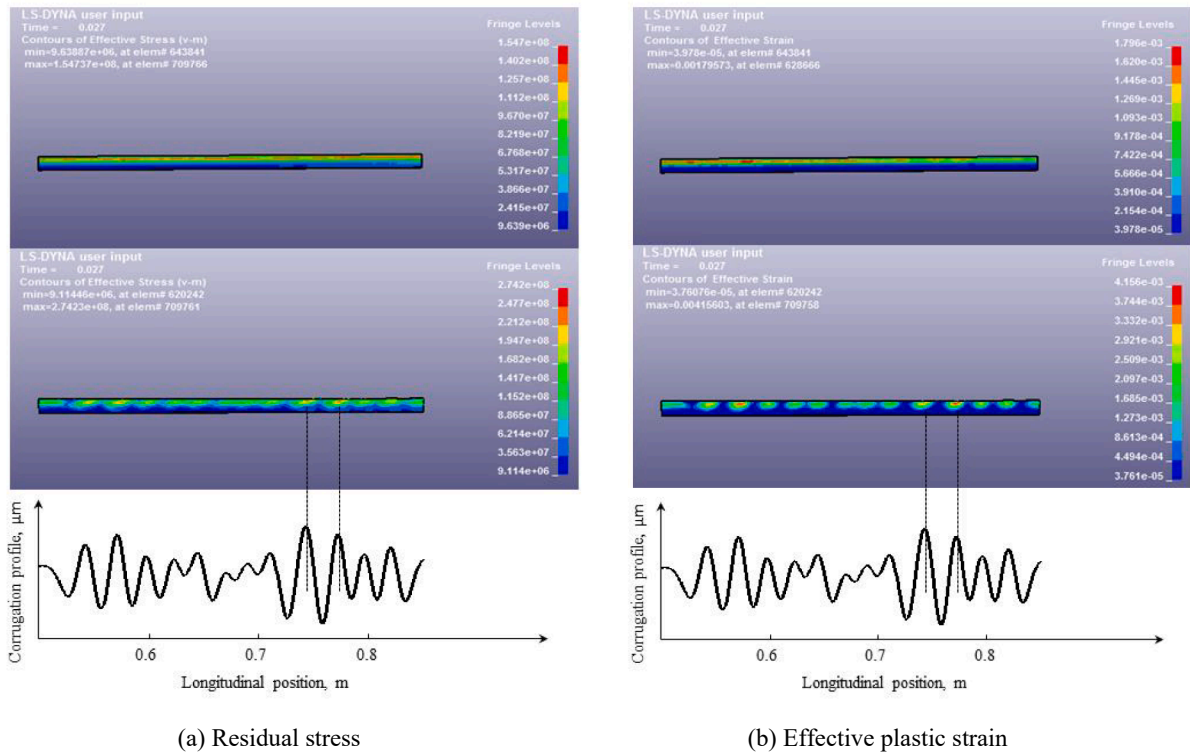 LS-DYNA user input
Time = 0.027
Contours of Effective Stress (v-m)
min=9.63887e+06, at elem# 643841
max=1.54737e+08, at elem# 709766
Fringe Levels
1.547e+08
1.402e+08
1.257e+08
1.112e+08
9.670e+07
8.219e+07
6.768e+07
5.317e+07
3.866e+07
2.415e+07
9.639e+06
LS-DYNA user input
Time = 0.027
Contours of Effective Stress (v-m)
min=9.11446e+06, at elem# 620242
max=2.7423e+08, at elem# 709761
Fringe Levels
2.742e+08
2.477e+08
2.212e+08
1.947e+08
1.682e+08
1.417e+08
1.152e+08
8.865e+07
6.214e+07
3.563e+07
9.114e+06
Corrugation profile, μm
0.6
0.7
0.8
Longitudinal position, m
(a) Residual stress
LS-DYNA user input
Time = 0.027
Contours of Effective Strain
min=3.978e-05, at elem# 643841
max=0.00179573, at elem# 628666
Fringe Levels
1.796e-03
1.620e-03
1.445e-03
1.269e-03
1.093e-03
9.178e-04
7.422e-04
5.666e-04
3.910e-04
2.154e-04
3.978e-05
LS-DYNA user input
Time = 0.027
Contours of Effective Strain
min=3.76076e-05, at elem# 620242
max=0.00415603, at elem# 709758
Fringe Levels
4.156e-03
3.744e-03
3.332e-03
2.921e-03
2.509e-03
2.097e-03
1.685e-03
1.273e-03
8.613e-04
4.494e-04
3.761e-05
Corrugation profile, μm
0.6
0.7
0.8
Longitudinal position, m
(b) Effective plastic strain